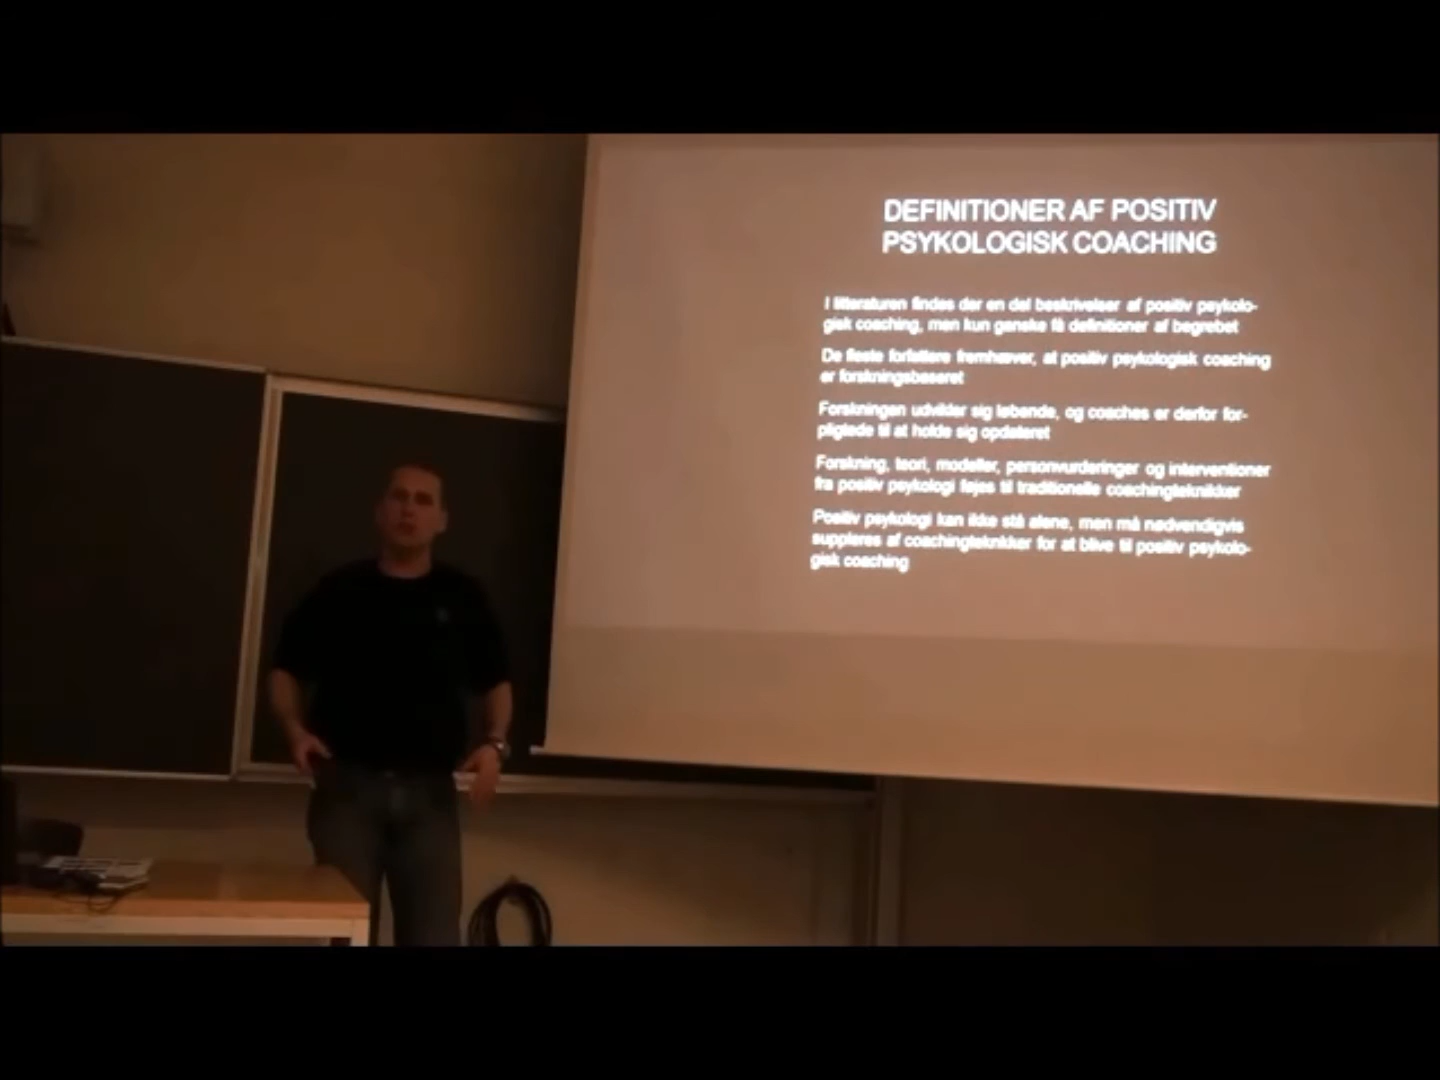 DEFINITIONER AF POSITIV
PSYKOLOGISK COACHING
I litteraturen findes der en del beskrivelser af positiv psykolo-
gisk coaching, men kun ganske få definitioner af begrebet
De fleste forfattere fremhæver, at positiv psykologisk coaching
er forskningsbaseret
Forskningen udvikler sig løbende, og coaches er derfor for-
pligtede til at holde sig opdateret
Forskning, teori, modeller, personvurderinger og interventioner
fra positiv psykologi føjes til traditionelle coachingteknikker
Positiv psykologi kan ikke stå alene, men må nødvendigvis
suppleres af coachingteknikker for at blive til positiv psykolo-
gisk coaching